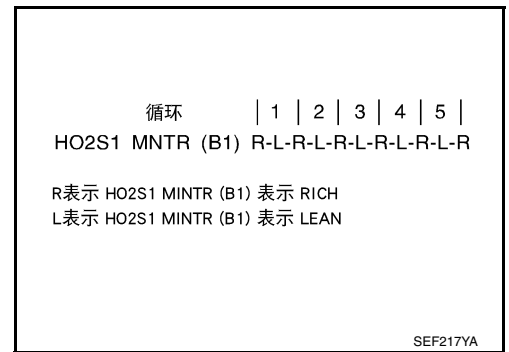 循环 | 1 | 2 | 3 | 4 | 5 |
HO2S1 MNTR (B1) R-L-R-L-R-L-R-L-R-L-R
R表示 HO2S1 MINTR (B1) 表示 RICH
L表示 HO2S1 MINTR (B1) 表示 LEAN
SEF217YA